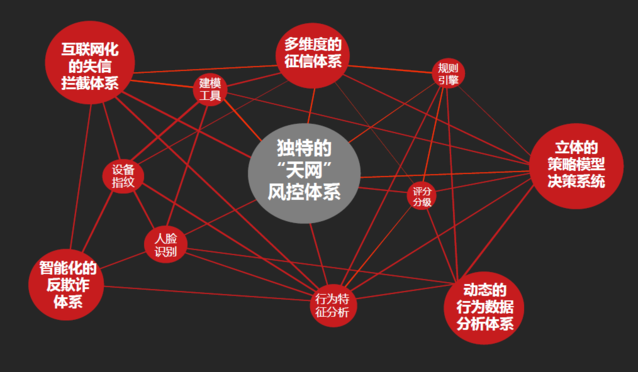 互联网化
的失信
拦截体系
多维度的
征信体系
规则
引擎
建模
工具
独特的
“天网”
风控体系
立体的
策略模型
决策系统
设备
指纹
评分
分级
人脸
识别
智能化的
反欺诈
体系
行为特
征分析
动态的
行为数据
分析体系